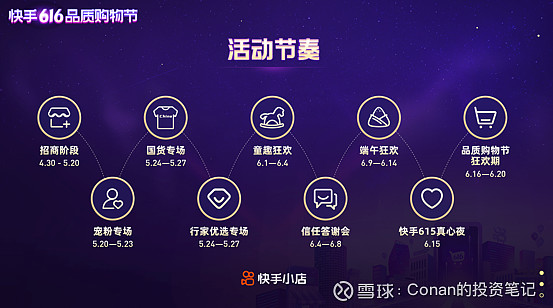 快手616品质购物节
活动节奏
招商阶段
4.30 - 5.20
China
国货专场
5.24—5.27
童趣狂欢
6.1—6.4
端午狂欢
6.9—6.14
品质购物节
狂欢期
6.16—6.20
宠粉专场
5.20—5.23
行家优选专场
5.24—5.27
信任答谢会
6.4—6.8
快手615真心夜
6.15
快手小店
雪球:Conan的投资笔记